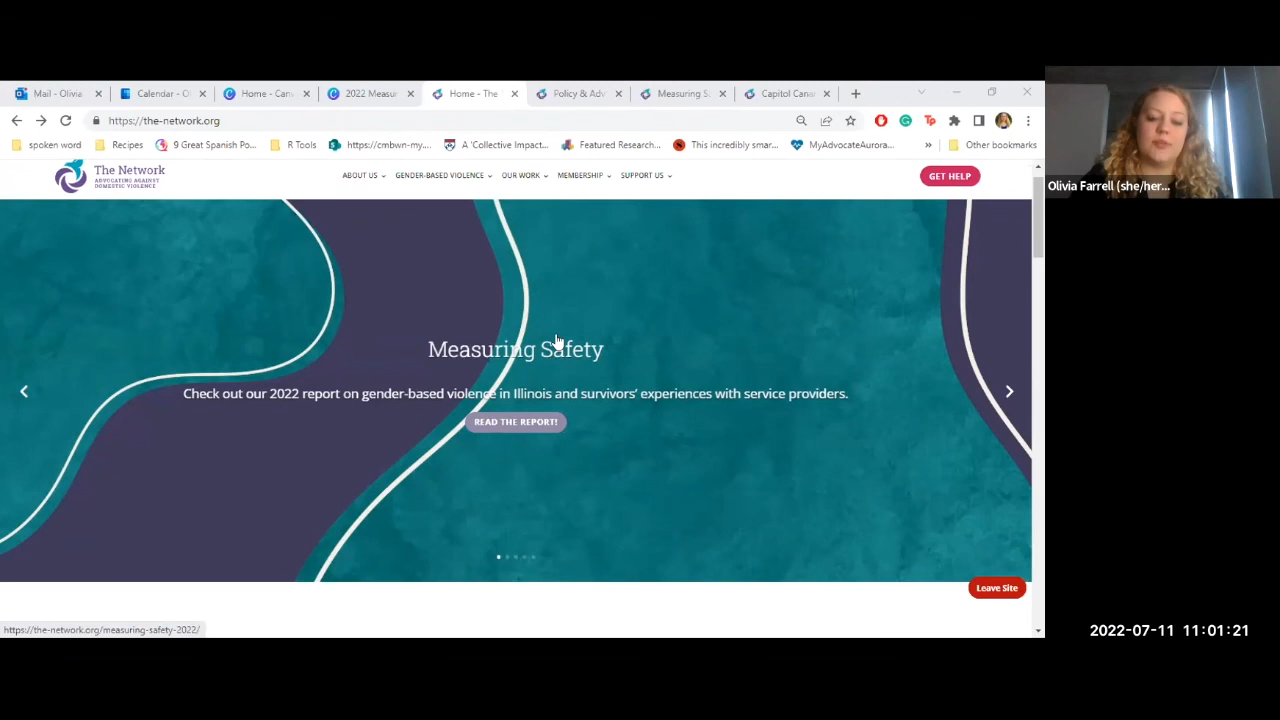 Mail - Olivia
Calendar - O
Home - Can
2022 Measur
Home - The
Policy & Adv
Measuring S
Capitol Canar
https://the-network.org
spoken word
Recipes
9 Great Spanish Po...
R Tools
https://cmbwn-my....
A 'Collective Impact...
Featured Research...
This incredibly smar...
MyAdvocateAurora...
Other bookmarks
The Network
ADVOCATING AGAINST
DOMESTIC VIOLENCE
ABOUT US
GENDER-BASED VIOLENCE
OUR WORK
MEMBERSHIP
SUPPORT US
GET HELP
Olivia Farrell (she/her...
Measuring Safety
Check out our 2022 report on gender-based violence in Illinois and survivors' experiences with service providers.
READ THE REPORT!
Leave Site
https://the-network.org/measuring-safety-2022/
2022-07-11 11:01:21